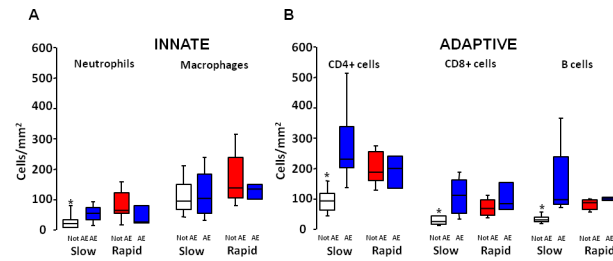 A
INNATE
Neutrophils
Macrophages
Cells/mm²
600
500
400
300
200
100
0
*
Not AE AE Not AE AE Not AE AE Not AE AE
Slow Rapid Slow Rapid
B
ADAPTIVE
CD4+ cells
CD8+ cells
B cells
Cells/mm²
600
500
400
300
200
100
0
*
*
*
Not AE AE Not AE AE Not AE AE Not AE AE Not AE AE Not AE AE
Slow Rapid Slow Rapid Slow Rapid